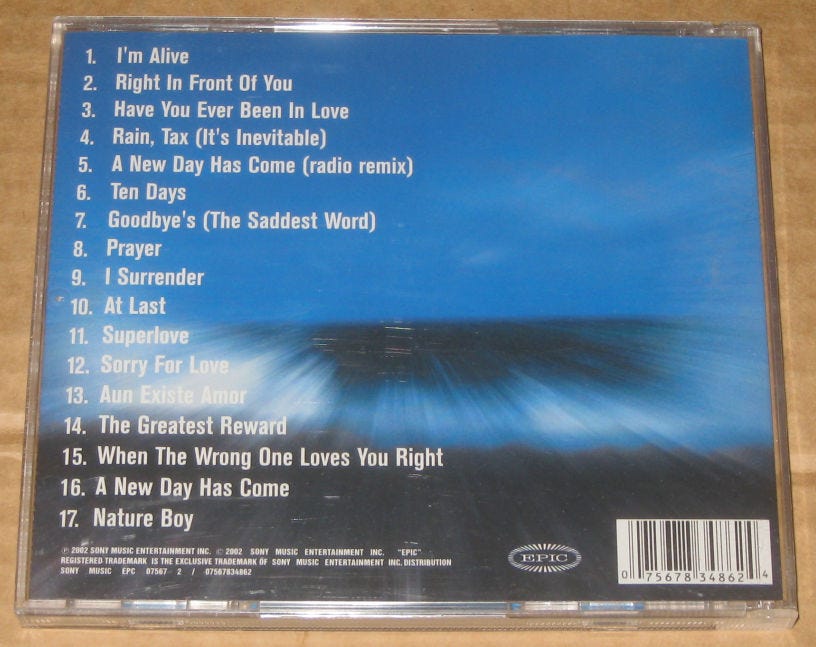 1. I'm Alive
2. Right In Front Of You
3. Have You Ever Been In Love
4. Rain, Tax (It's Inevitable)
5. A New Day Has Come (radio remix)
6. Ten Days
7. Goodbye's (The Saddest Word)
8. Prayer
9. I Surrender
10. At Last
11. Superlove
12. Sorry For Love
13. Aun Existe Amor
14. The Greatest Reward
15. When The Wrong One Loves You Right
16. A New Day Has Come
17. Nature Boy
℗ 2002 SONY MUSIC ENTERTAINMENT INC. © 2002 SONY MUSIC ENTERTAINMENT INC. "EPIC"
REGISTERED TRADEMARK IS THE EXCLUSIVE TRADEMARK OF SONY MUSIC ENTERTAINMENT INC. DISTRIBUTION
SONY MUSIC EPC 07567 2 / 07567834862
EPIC
0 75678 34862 4